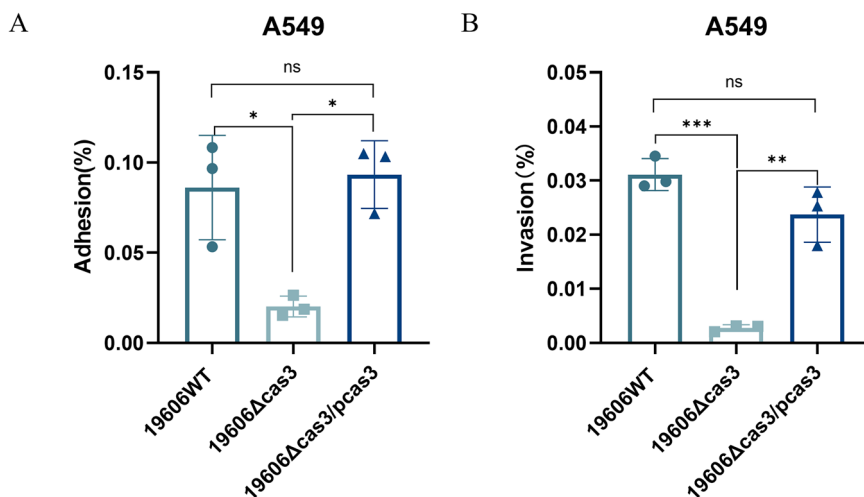 A
A549
ns
*
*
Adhesion(%)
0.15
0.10
0.05
0.00
19606WT
19606Δcas3
19606Δcas3/pcas3
B
A549
ns
***
**
Invasion(%)
0.05
0.04
0.03
0.02
0.01
0.00
19606WT
19606Δcas3
19606Δcas3/pcas3